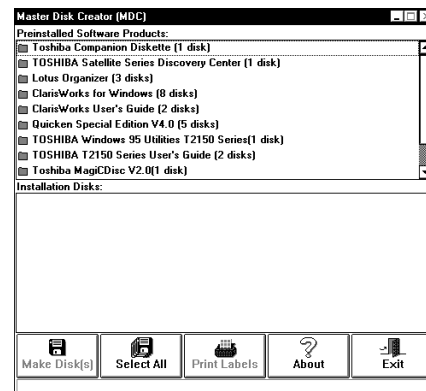 Master Disk Creator (MDC)
Preinstalled Software Products:
Toshiba Companion Diskette (1 disk)
TOSHIBA Satellite Series Discovery Center (1 disk)
Lotus Organizer (3 disks)
ClarisWorks for Windows (8 disks)
ClarisWorks User's Guide (2 disks)
Quicken Special Edition V4.0 (5 disks)
TOSHIBA Windows 95 Utilities T2150 Series(1 disk)
TOSHIBA T2150 Series User's Guide (2 disks)
Toshiba MagiCDisc V2.0(1 disk)
Installation Disks:
Make Disk(s) Select All Print Labels About Exit